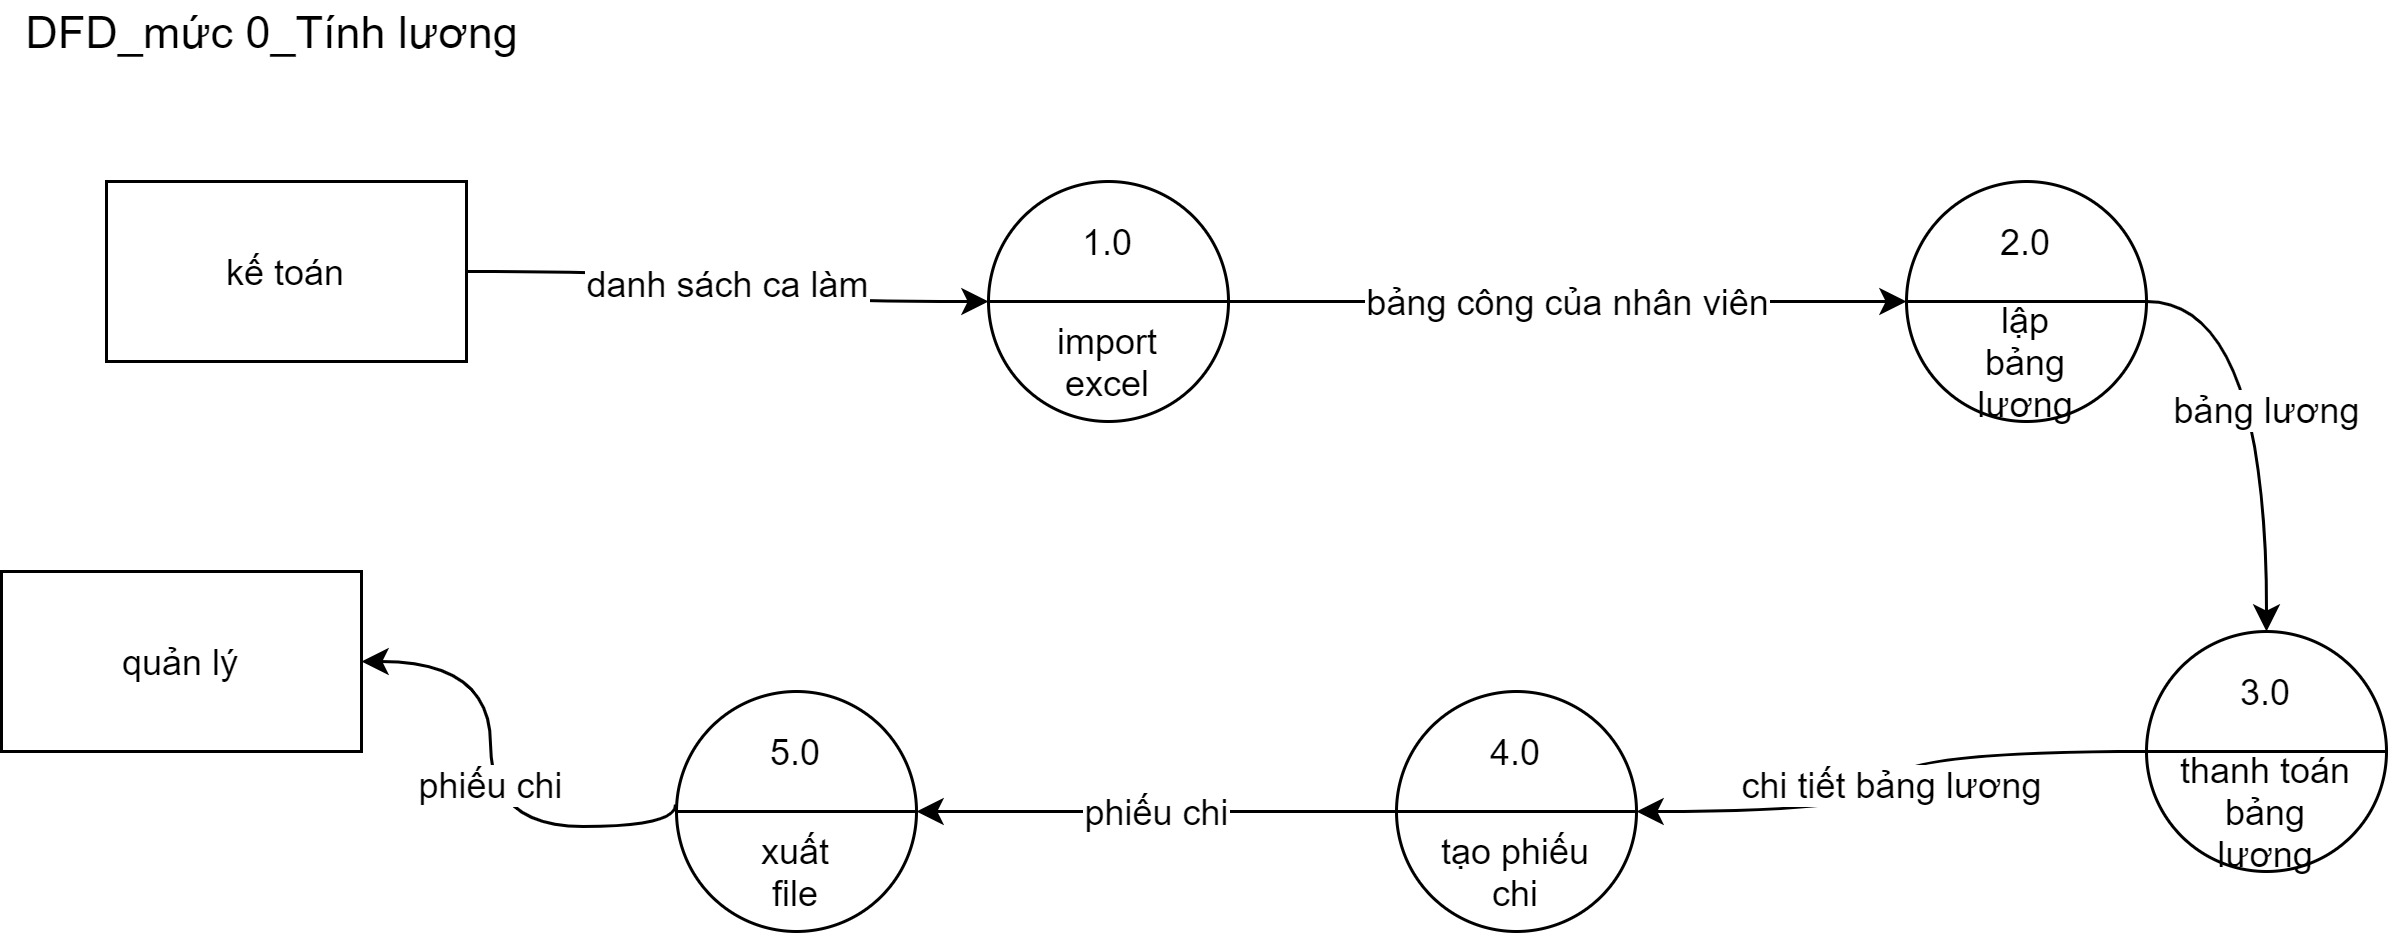 DFD_mức 0_Tính lương
kế toán
danh sách ca làm
1.0
import
excel
bảng công của nhân viên
2.0
lập
bảng
lương
bảng lương
3.0
thanh toán
bảng
lương
chi tiết bảng lương
4.0
tạo phiếu
chi
phiếu chi
5.0
xuất
file
phiếu chi
quản lý